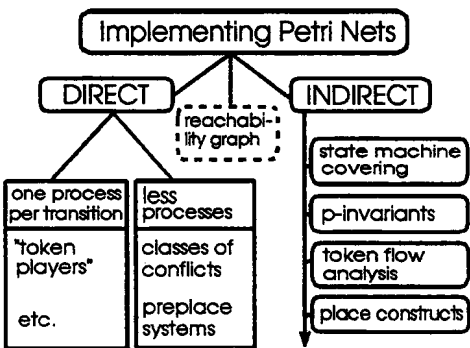 Implementing Petri Nets
DIRECT
reachabi-
lity graph
INDIRECT
one process
per transition
"token
players"
etc.
less
processes
classes of
conflicts
preplace
systems
state machine
covering
p-invariants
token flow
analysis
place constructs